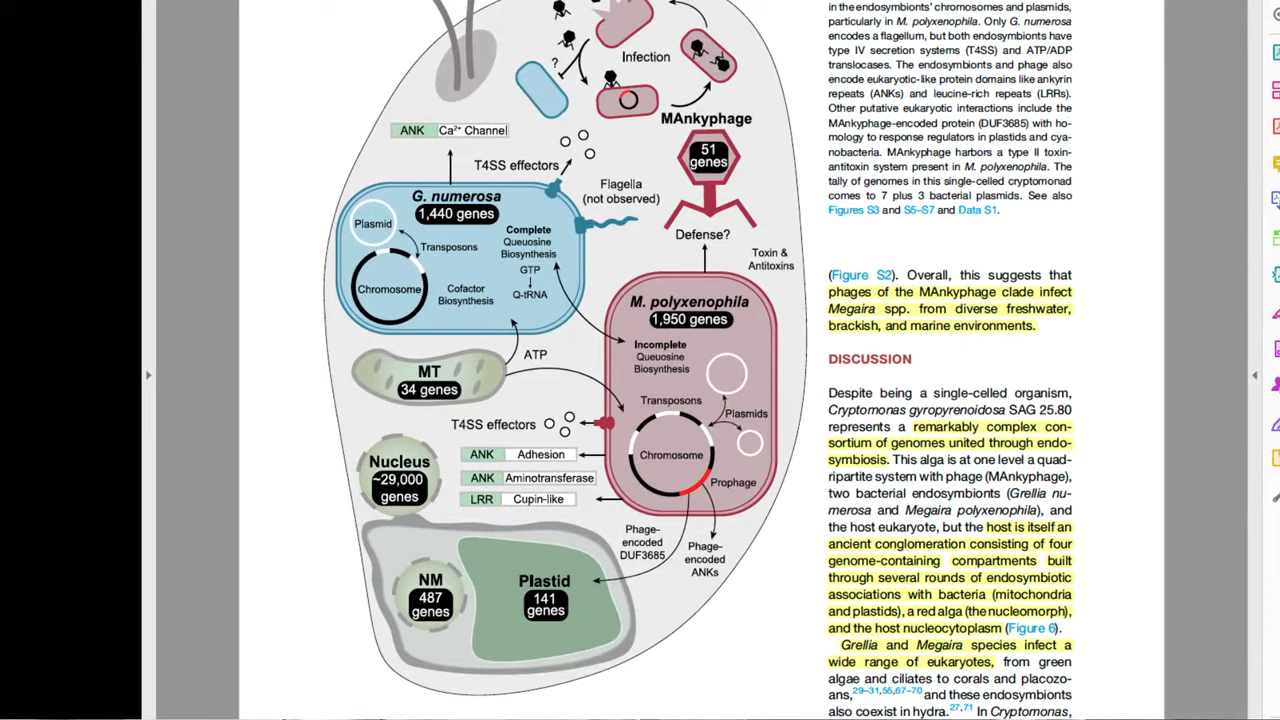 ?
Infection
MAnkyphage
51
genes
ANK Ca²⁺ Channel
T4SS effectors
Flagella
(not observed)
G. numerosa
1,440 genes
Plasmid
Transposons
Complete
Queuosine
Biosynthesis
GTP
Q-tRNA
Chromosome
Cofactor
Biosynthesis
Defense?
Toxin &
Antitoxins
M. polyxenophila
1,950 genes
Incomplete
Queuosine
Biosynthesis
Transposons
Plasmids
Chromosome
Prophage
ATP
MT
34 genes
T4SS effectors
ANK Adhesion
ANK Aminotransferase
LRR Cupin-like
Nucleus
~29,000
genes
Phage-
encoded
DUF3685
Phage-
encoded
ANKs
NM
487
genes
Plastid
141
genes
in the endosymbionts' chromosomes and plasmids,
particularly in M. polyxenophila. Only G. numerosa
encodes a flagellum, but both endosymbionts have
type IV secretion systems (T4SS) and ATP/ADP
translocases. The endosymbionts and phage also
encode eukaryotic-like protein domains like ankyrin
repeats (ANKs) and leucine-rich repeats (LRRs).
Other putative eukaryotic interactions include the
MAnkyphage-encoded protein (DUF3685) with ho-
mology to response regulators in plastids and cya-
nobacteria. MAnkyphage harbors a type II toxin-
antitoxin system present in M. polyxenophila. The
tally of genomes in this single-celled cryptomonad
comes to 7 plus 3 bacterial plasmids. See also
Figures S3 and S5–S7 and Data S1.
(Figure S2). Overall, this suggests that
phages of the MAnkyphage clade infect
Megaira spp. from diverse freshwater,
brackish, and marine environments.
DISCUSSION
Despite being a single-celled organism,
Cryptomonas gyropyrenoidosa SAG 25.80
represents a remarkably complex con-
sortium of genomes united through endo-
symbiosis. This alga is at one level a quad-
ripartite system with phage (MAnkyphage),
two bacterial endosymbionts (Grellia nu-
merosa and Megaira polyxenophila), and
the host eukaryote, but the host is itself an
ancient conglomeration consisting of four
genome-containing compartments built
through several rounds of endosymbiotic
associations with bacteria (mitochondria
and plastids), a red alga (the nucleomorph),
and the host nucleocytoplasm (Figure 6).
Grellia and Megaira species infect a
wide range of eukaryotes, from green
algae and ciliates to corals and placozo-
ans,29–31,55,67–70 and these endosymbionts
also coexist in hydra.27,71 In Cryptomonas,